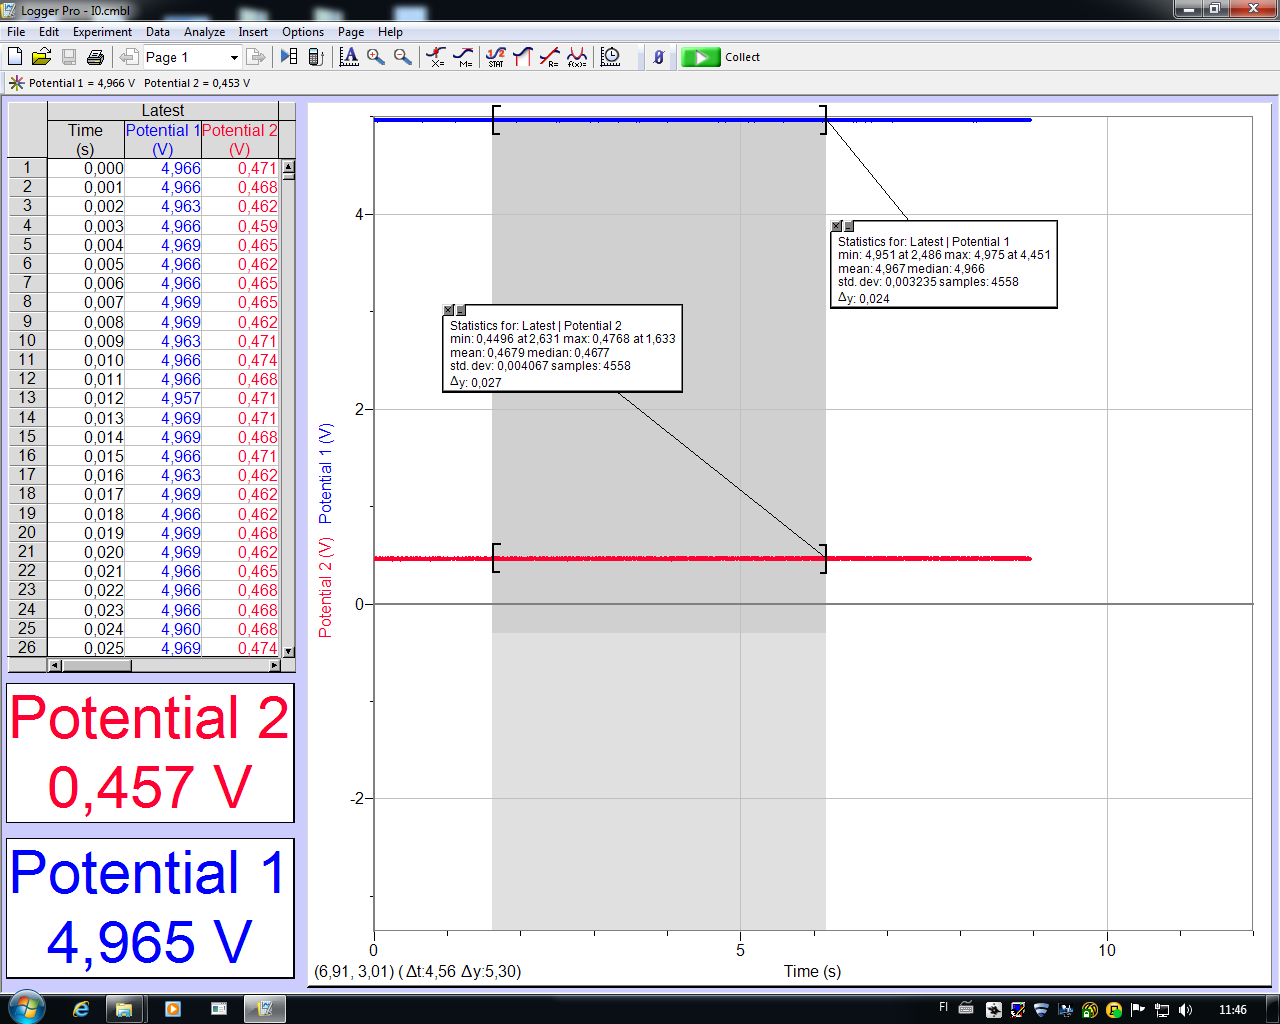 Logger Pro - I0.cmbl
File Edit Experiment Data Analyze Insert Options Page Help
Page 1 X= M= STAT R= f(x)= Collect
Potential 1 = 4,966 V Potential 2 = 0,453 V
Latest
Time Potential 1 Potential 2
(s) (V) (V)
1 0,000 4,966 0,471
2 0,001 4,966 0,468
3 0,002 4,963 0,462
4 0,003 4,966 0,459
5 0,004 4,969 0,465
6 0,005 4,966 0,462
7 0,006 4,966 0,465
8 0,007 4,969 0,465
9 0,008 4,969 0,462
10 0,009 4,963 0,471
11 0,010 4,966 0,474
12 0,011 4,966 0,468
13 0,012 4,957 0,471
14 0,013 4,969 0,471
15 0,014 4,969 0,468
16 0,015 4,966 0,471
17 0,016 4,963 0,462
18 0,017 4,969 0,462
19 0,018 4,966 0,462
20 0,019 4,969 0,468
21 0,020 4,969 0,462
22 0,021 4,966 0,465
23 0,022 4,966 0,468
24 0,023 4,966 0,468
25 0,024 4,960 0,468
26 0,025 4,969 0,474
Potential 2
0,457 V
Potential 1
4,965 V
Potential 2 (V) Potential 1 (V)
4
2
0
-2
Statistics for: Latest | Potential 1
min: 4,951 at 2,486 max: 4,975 at 4,451
mean: 4,967 median: 4,966
std. dev: 0,003235 samples: 4558
Δy: 0,024
Statistics for: Latest | Potential 2
min: 0,4496 at 2,631 max: 0,4768 at 1,633
mean: 0,4679 median: 0,4677
std. dev: 0,004067 samples: 4558
Δy: 0,027
0 5 10
(6,91, 3,01) (Δt:4,56 Δy:5,30) Time (s)
FI 11:46